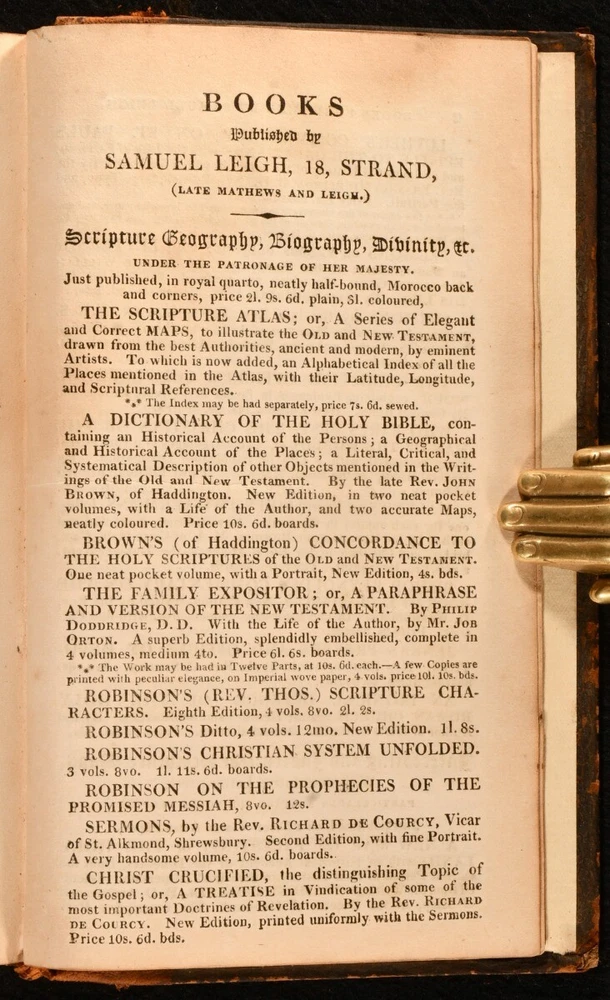 BOOKS
Published by
SAMUEL LEIGH, 18, STRAND,
(LATE MATHEWS AND LEIGH.)
Scripture Geography, Biography, Divinity, &c.
UNDER THE PATRONAGE OF HER MAJESTY.
Just published, in royal quarto, neatly half-bound, Morocco back
and corners, price 2l. 9s. 6d. plain, 3l. coloured,
THE SCRIPTURE ATLAS; or, A Series of Elegant
and Correct MAPS, to illustrate the OLD and NEW TESTAMENT,
drawn from the best Authorities, ancient and modern, by eminent
Artists. To which is now added, an Alphabetical Index of all the
Places mentioned in the Atlas, with their Latitude, Longitude,
and Scriptural References.
*** The Index may be had separately, price 7s. 6d. sewed.
A DICTIONARY OF THE HOLY BIBLE, con-
taining an Historical Account of the Persons; a Geographical
and Historical Account of the Places; a Literal, Critical, and
Systematical Description of other Objects mentioned in the Writ-
ings of the Old and New Testament. By the late Rev. JOHN
BROWN, of Haddington. New Edition, in two neat pocket
volumes, with a Life of the Author, and two accurate Maps,
neatly coloured. Price 10s. 6d. boards.
BROWN'S (of Haddington) CONCORDANCE TO
THE HOLY SCRIPTURES of the OLD and NEW TESTAMENT.
One neat pocket volume, with a Portrait, New Edition, 4s. bds.
THE FAMILY EXPOSITOR; or, A PARAPHRASE
AND VERSION OF THE NEW TESTAMENT. By PHILIP
DODDRIDGE, D. D. With the Life of the Author, by Mr. JOB
ORTON. A superb Edition, splendidly embellished, complete in
4 volumes, medium 4to. Price 6l. 6s. boards.
*** The Work may be had in Twelve Parts, at 10s. 6d. each.—A few Copies are
printed with peculiar elegance, on Imperial wove paper, 4 vols. price 10l. 10s. bds.
ROBINSON'S (REV. THOS.) SCRIPTURE CHA-
RACTERS. Eighth Edition, 4 vols. 8vo. 2l. 2s.
ROBINSON'S Ditto, 4 vols. 12mo. New Edition. 1l. 8s.
ROBINSON'S CHRISTIAN SYSTEM UNFOLDED.
3 vols. 8vo. 1l. 11s. 6d. boards.
ROBINSON ON THE PROPHECIES OF THE
PROMISED MESSIAH, 8vo. 12s.
SERMONS, by the Rev. RICHARD DE COURCY, Vicar
of St. Alkmond, Shrewsbury. Second Edition, with fine Portrait.
A very handsome volume, 10s. 6d. boards.
CHRIST CRUCIFIED, the distinguishing Topic of
the Gospel; or, A TREATISE in Vindication of some of the
most important Doctrines of Revelation. By the Rev. RICHARD
DE COURCY. New Edition, printed uniformly with the Sermons.
Price 10s. 6d. bds.